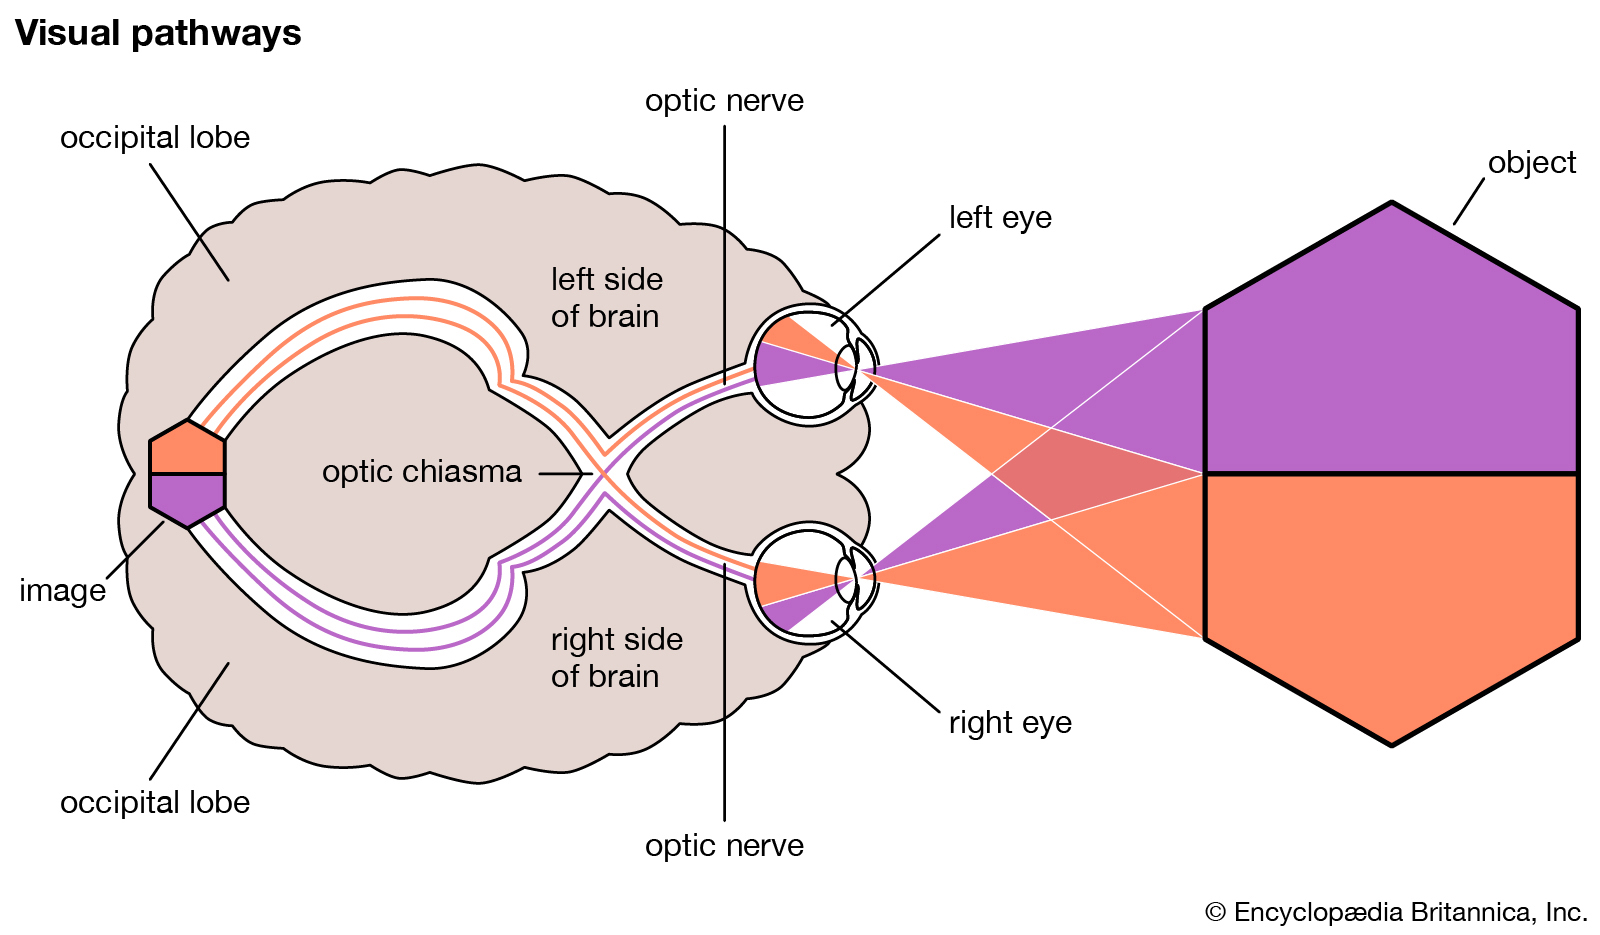 Visual pathways
optic nerve
occipital lobe
object
left eye
left side
of brain
optic chiasma
image
right side
of brain
right eye
occipital lobe
optic nerve
© Encyclopædia Britannica, Inc.